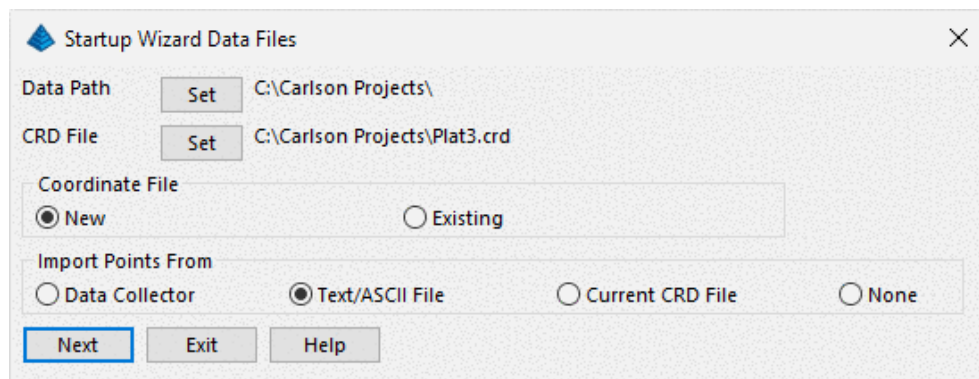 Startup Wizard Data Files
Data Path Set C:\Carlson Projects\
CRD File Set C:\Carlson Projects\Plat3.crd
Coordinate File
New Existing
Import Points From
Data Collector Text/ASCII File Current CRD File None
Next Exit Help